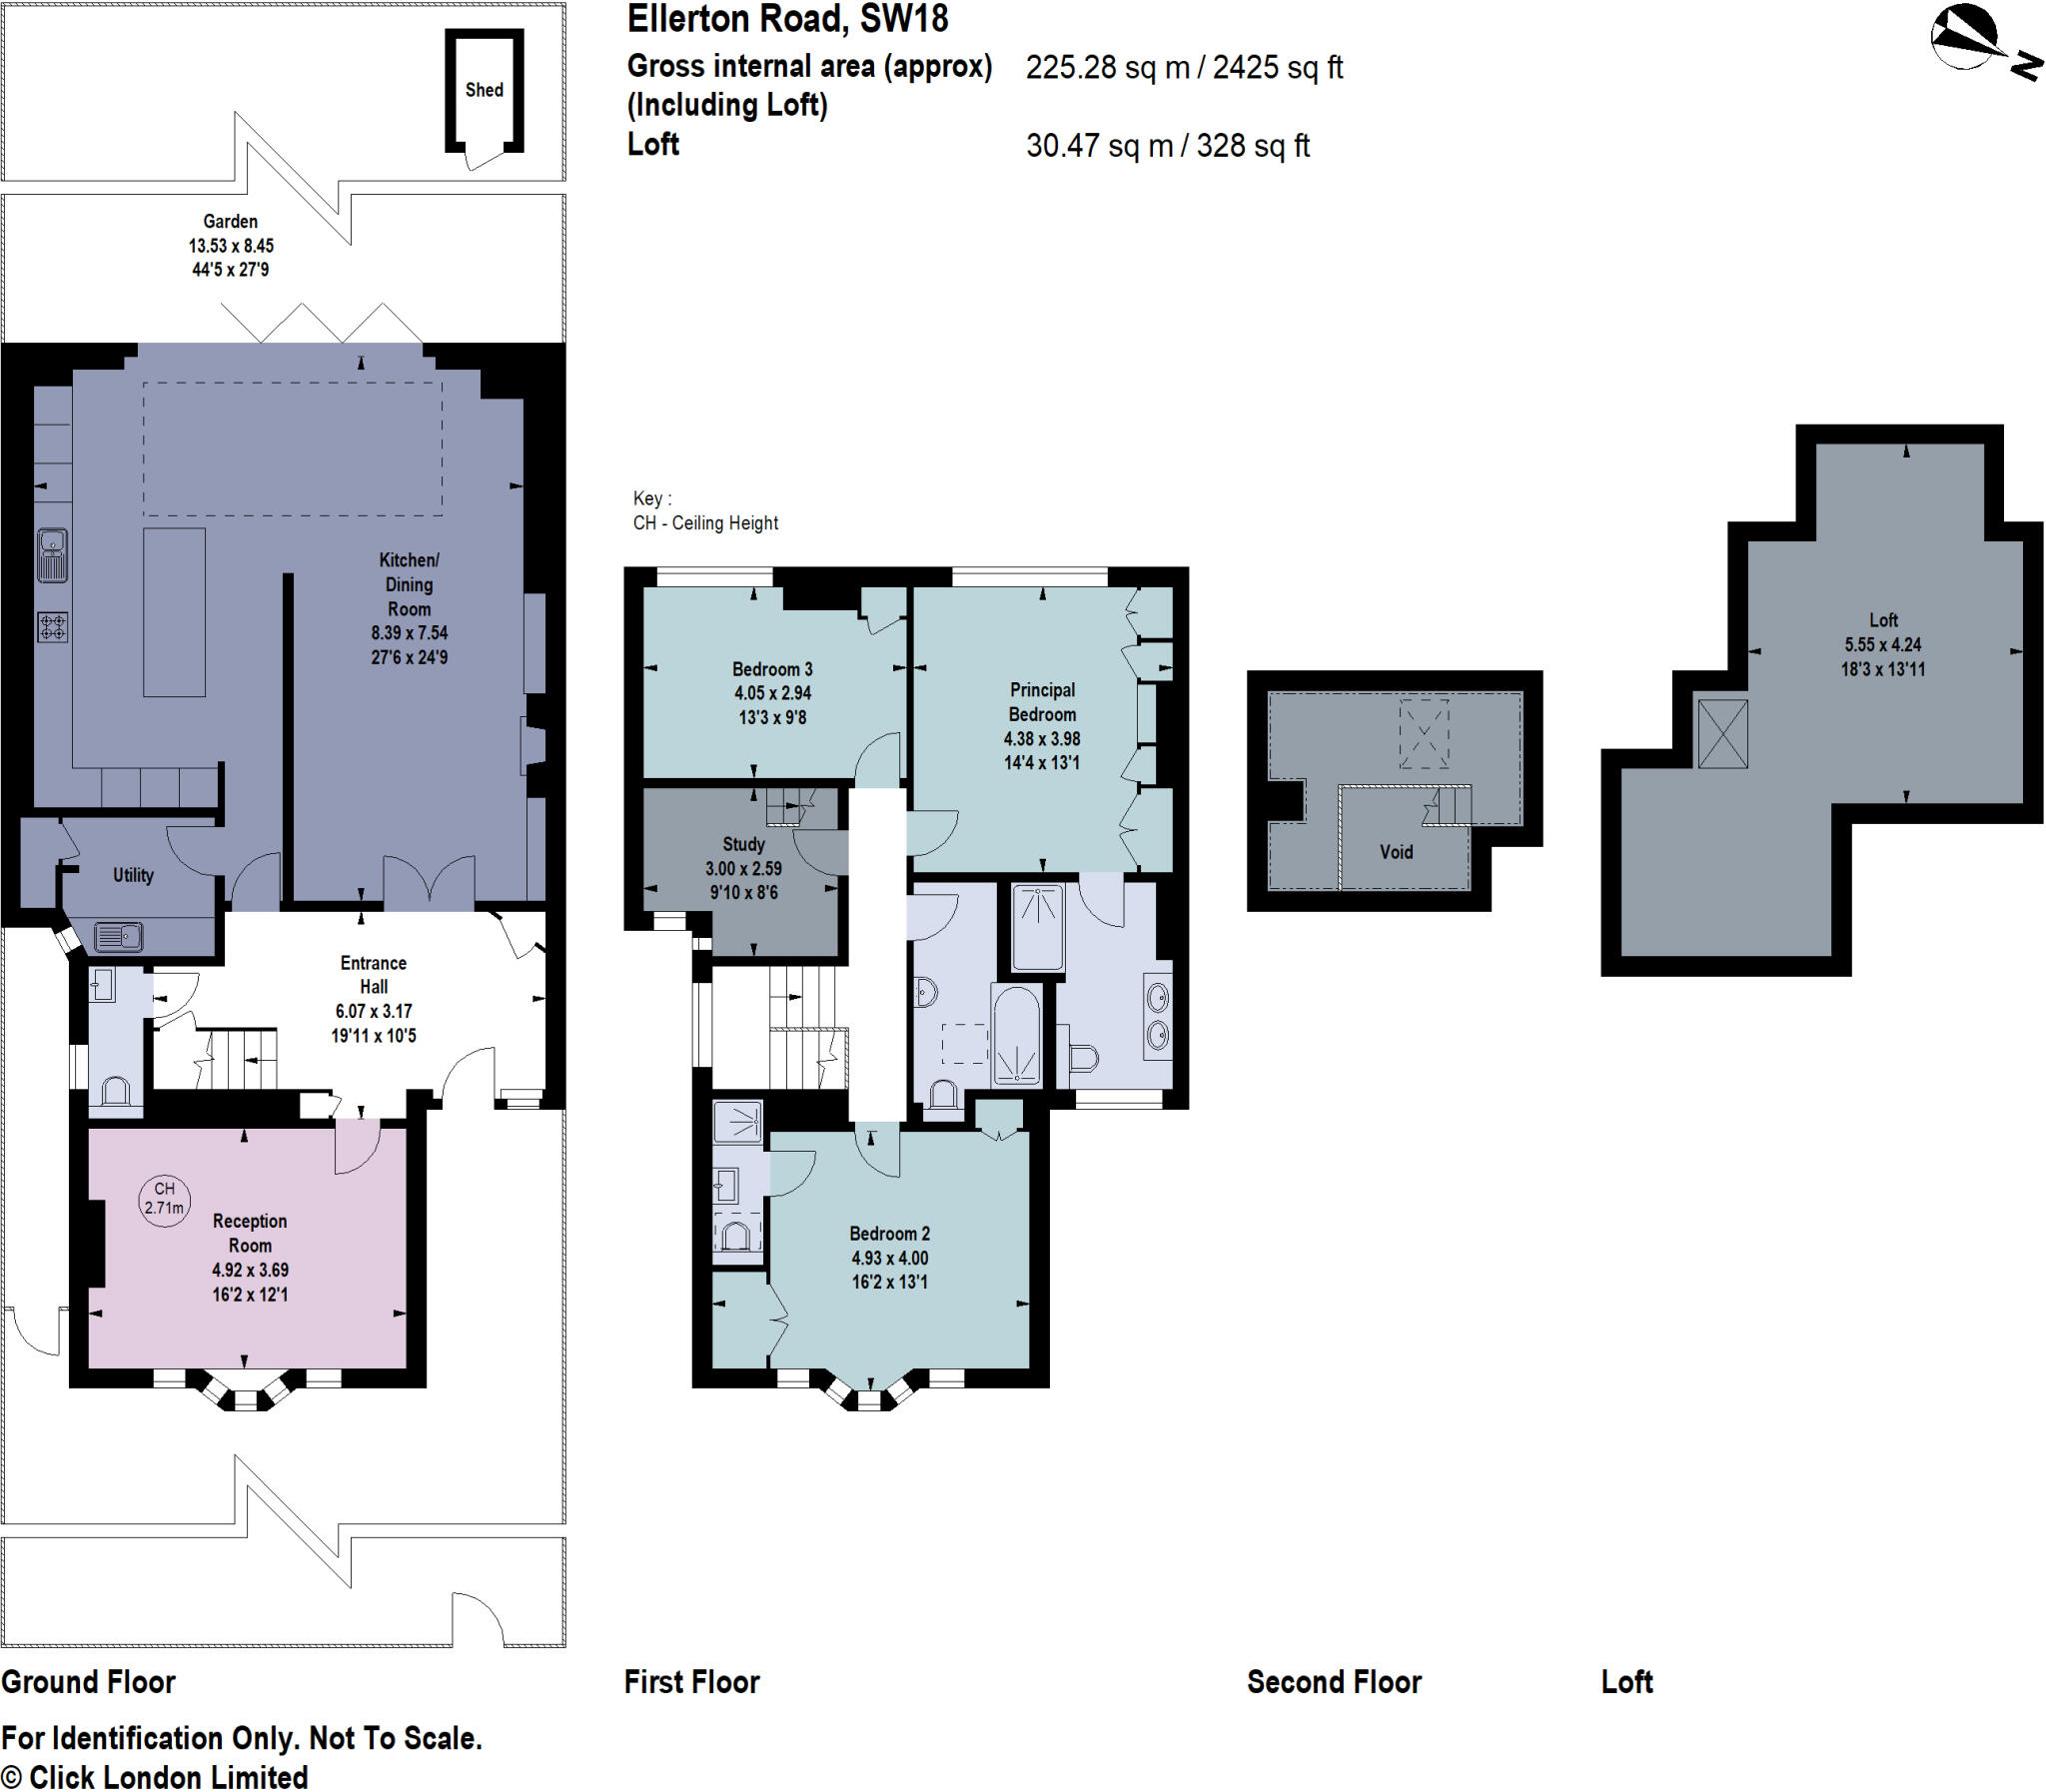 Ellerton Road, SW18
Gross internal area (approx) 225.28 sq m / 2425 sq ft
(Including Loft)
Loft 30.47 sq m / 328 sq ft
N
Shed
Garden
13.53 x 8.45
44'5 x 27'9
Kitchen/
Dining
Room
8.39 x 7.54
27'6 x 24'9
Utility
Entrance
Hall
6.07 x 3.17
19'11 x 10'5
CH
2.71m
Reception
Room
4.92 x 3.69
16'2 x 12'1
Key :
CH - Ceiling Height
Bedroom 3
4.05 x 2.94
13'3 x 9'8
Principal
Bedroom
4.38 x 3.98
14'4 x 13'1
Study
3.00 x 2.59
9'10 x 8'6
Bedroom 2
4.93 x 4.00
16'2 x 13'1
Void
Loft
5.55 x 4.24
18'3 x 13'11
Ground Floor
First Floor
Second Floor
Loft
For Identification Only. Not To Scale.
© Click London Limited